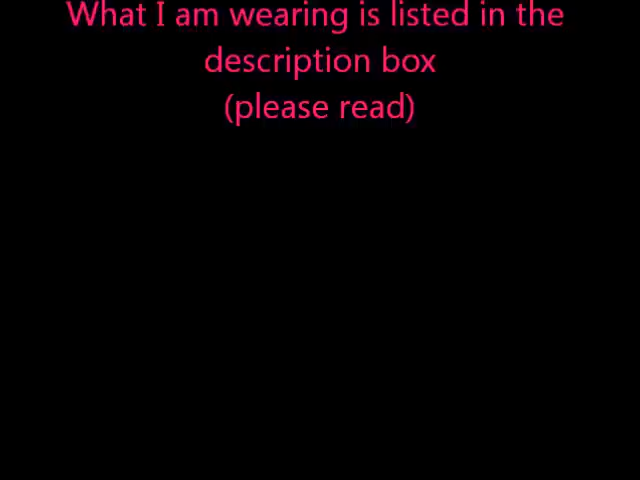 What I am wearing is listed in the
description box
(please read)